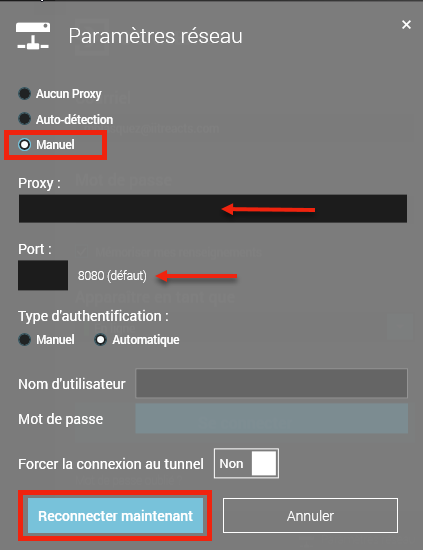 Paramètres réseau
Aucun Proxy
Auto-détection
Manuel
Proxy :
Port :
8080 (défaut)
Type d'authentification :
Manuel Automatique
Nom d'utilisateur
Mot de passe
Forcer la connexion au tunnel Non
Reconnecter maintenant Annuler